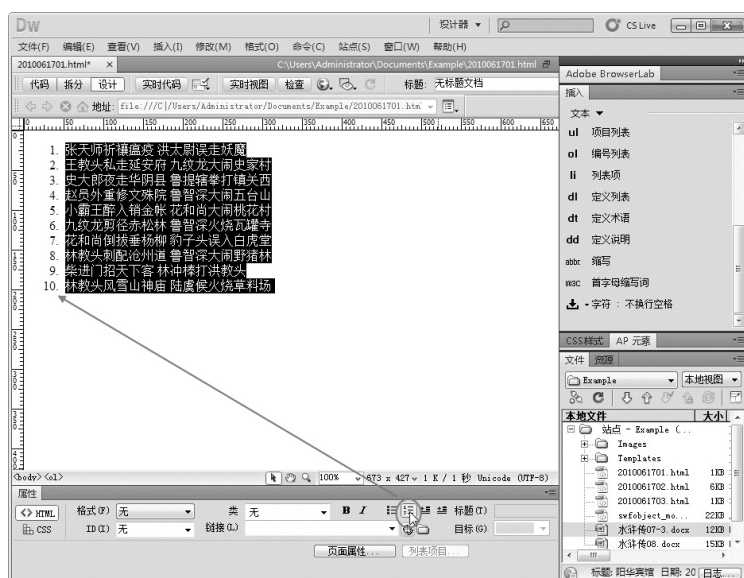 Dw 设计器 CS Live
文件(F) 编辑(E) 查看(V) 插入(I) 修改(M) 格式(O) 命令(C) 站点(S) 窗口(W) 帮助(H)
2010061701.html* × C:\Users\Administrator\Documents\Example\2010061701.html
代码 拆分 设计 实时代码 实时视图 检查 标题: 无标题文档
地址: file:///C|/Users/Administrator/Documents/Example/2010061701.html
0 50 100 150 200 250 300 350 400 450 500 550 600 650
1. 张天师祈禳瘟疫 洪太尉误走妖魔
2. 王教头私走延安府 九纹龙大闹史家村
3. 史大郎夜走华阴县 鲁提辖拳打镇关西
4. 赵员外重修文殊院 鲁智深大闹五台山
5. 小霸王醉入销金帐 花和尚大闹桃花村
6. 九纹龙剪径赤松林 鲁智深火烧瓦罐寺
7. 花和尚倒拔垂杨柳 豹子头误入白虎堂
8. 林教头刺配沧州道 鲁智深大闹野猪林
9. 柴进门招天下客 林冲棒打洪教头
10. 林教头风雪山神庙 陆虞候火烧草料场
<body> <ol> 100% 673 x 427 1 K / 1 秒 Unicode (UTF-8)
属性
<> HTML 格式(F) 无 类 无 B I 标题(T)
CSS ID(I) 无 链接(L) 目标(G)
页面属性... 列表项目...
Adobe BrowserLab
插入
文本
ul 项目列表
ol 编号列表
li 列表项
dl 定义列表
dt 定义术语
dd 定义说明
abbr. 缩写
W3C 首字母缩写词
字符 : 不换行空格
CSS样式 AP 元素
文件 资源
Example 本地视图
本地文件 大小
站点 - Example (...
Images
Templates
2010061701.html 1KB
2010061702.html 6KB
2010061703.html 1KB
swfobject_mo... 22KB
水浒传07-3.docx 12KB
水浒传08.docx 15KB
标题: 阳华宾馆 日期: 20 日志...